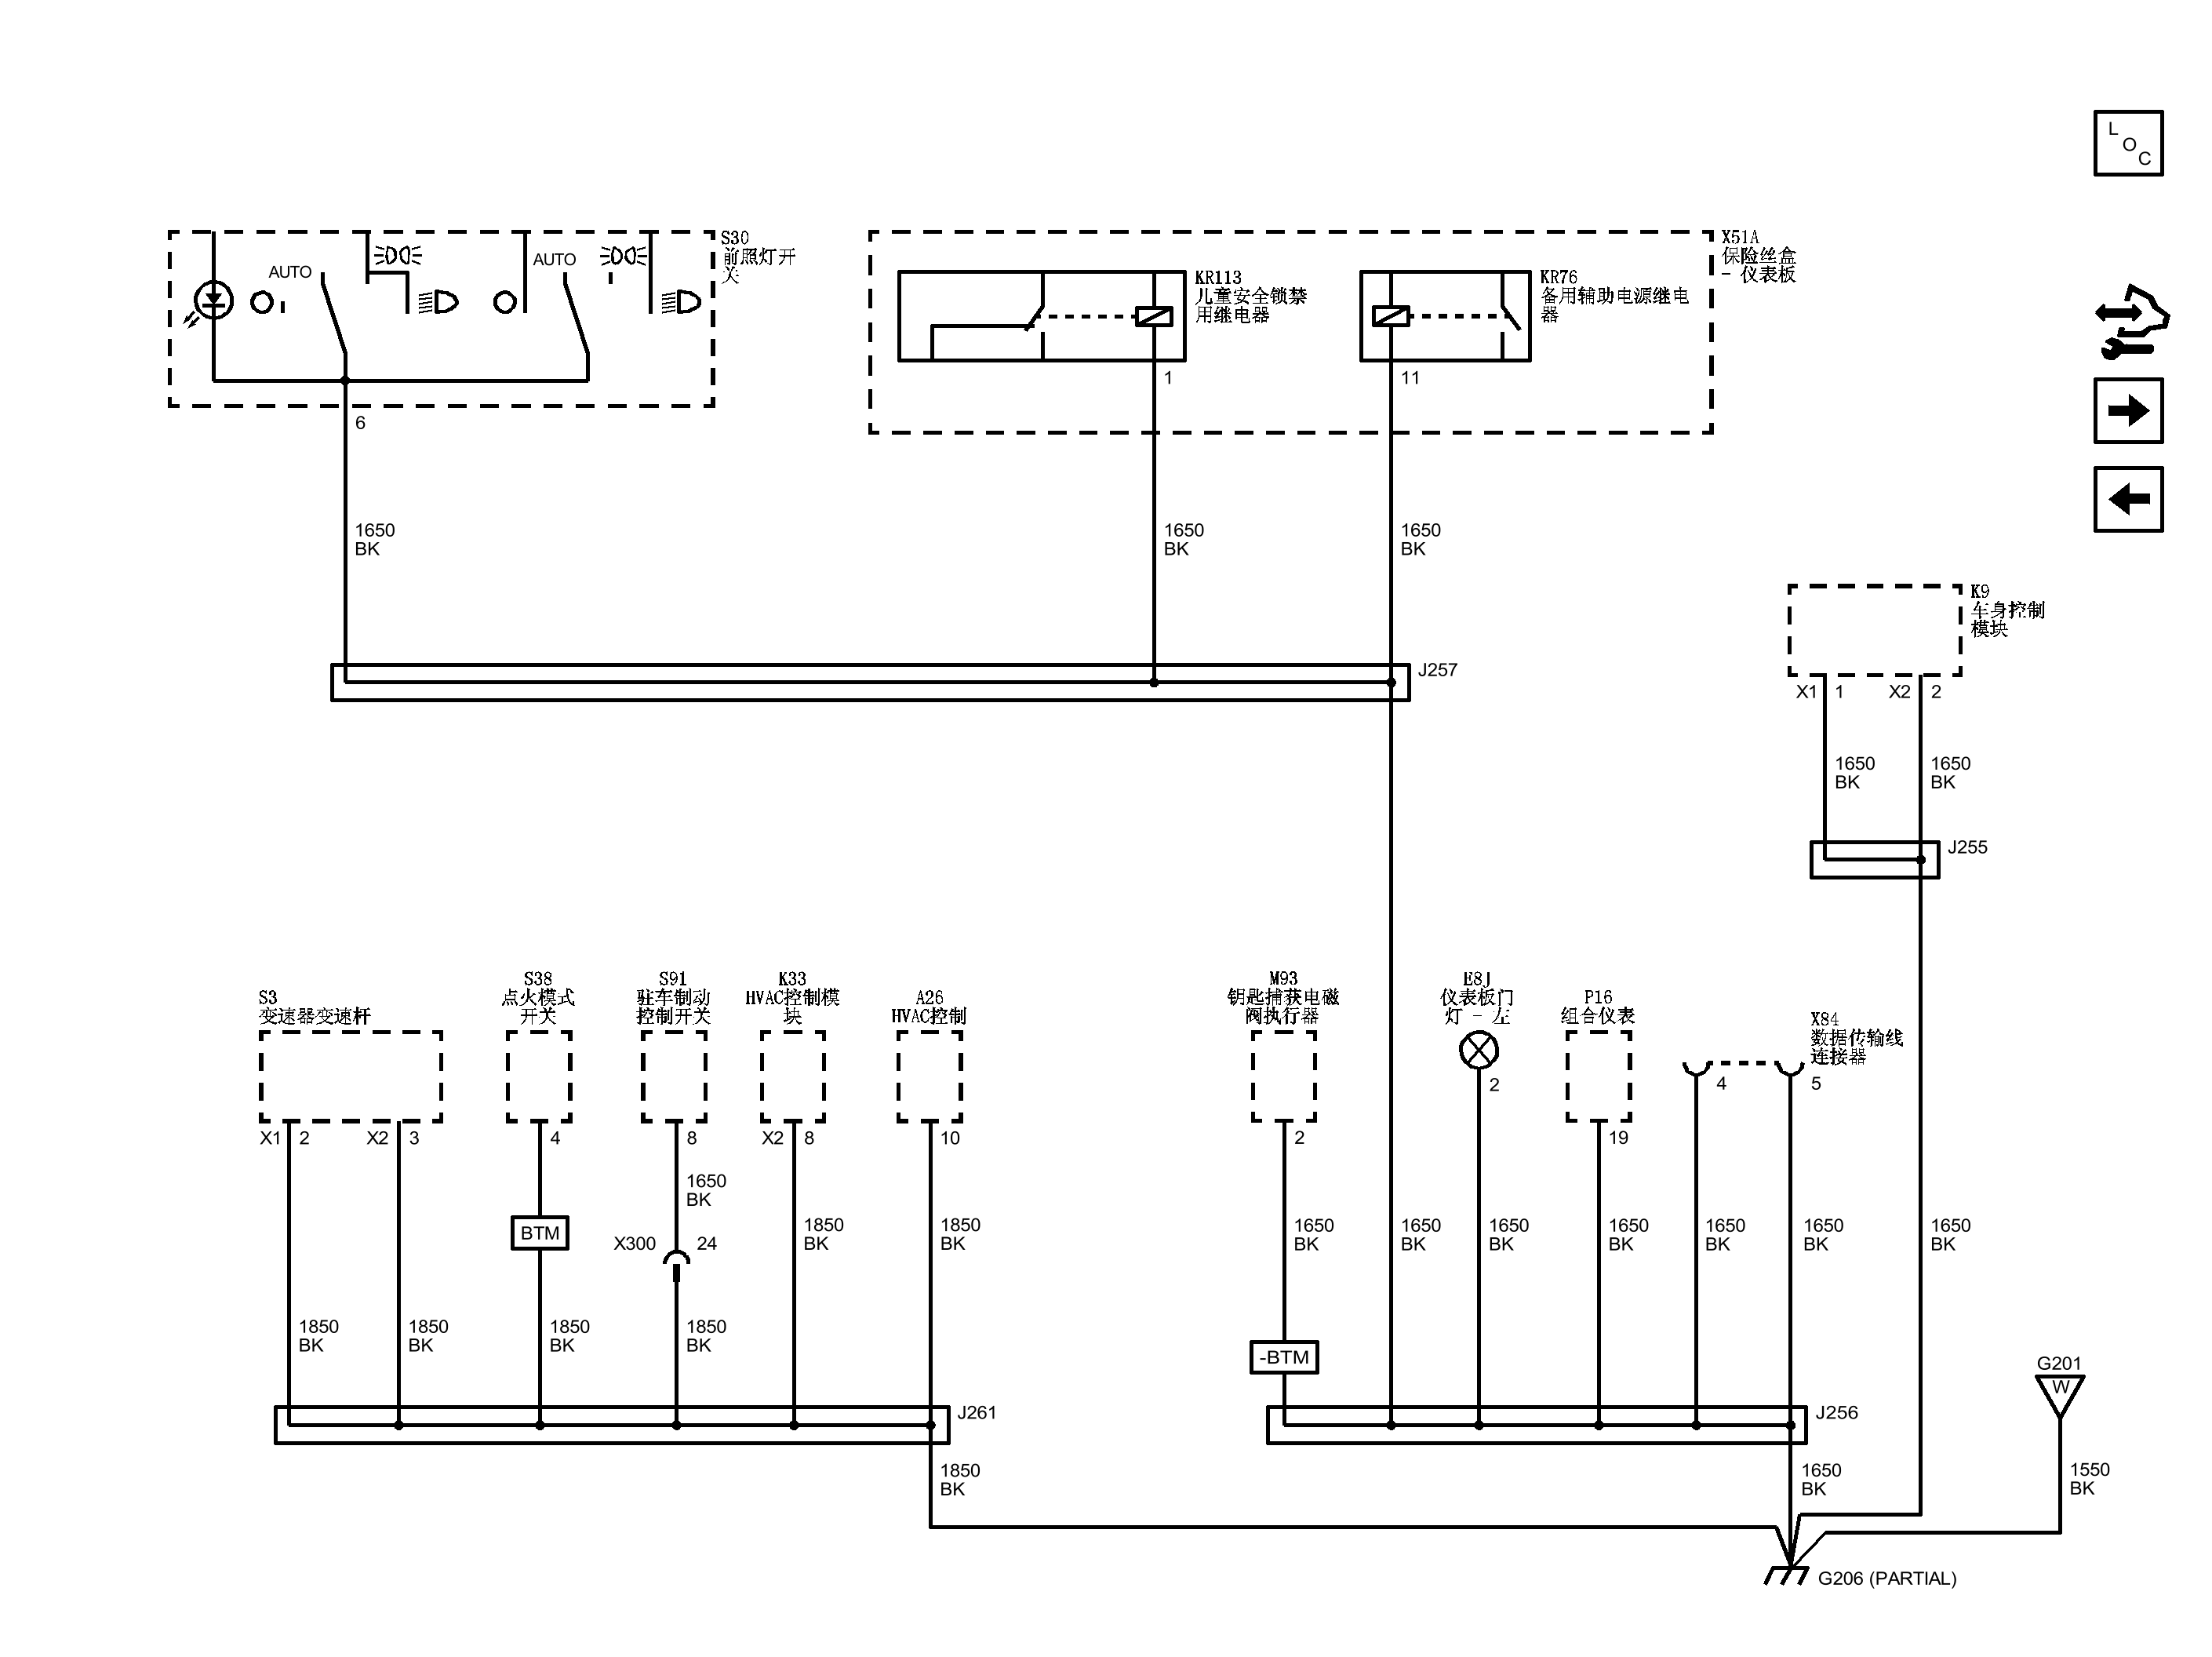 L
O
C
S30
前照灯开
关
AUTO
AUTO
6
1650
BK
X51A
保险丝盒
- 仪表板
KR113
儿童安全锁禁
用继电器
1
1650
BK
KR76
备用辅助电源继电
器
11
1650
BK
J257
K9
车身控制
模块
X1 1
X2 2
1650
BK
1650
BK
J255
S3
变速器变速杆
X1 2
X2 3
1850
BK
1850
BK
S38
点火模式
开关
4
BTM
1850
BK
S91
驻车制动
控制开关
8
1650
BK
X300 24
1850
BK
K33
HVAC控制模
块
X2 8
1850
BK
A26
HVAC控制
10
1850
BK
J261
1850
BK
M93
钥匙捕获电磁
阀执行器
2
1650
BK
-BTM
1650
BK
E8J
仪表板门
灯 - 左
2
1650
BK
P16
组合仪表
19
1650
BK
X84
数据传输线
连接器
4
5
1650
BK
1650
BK
1650
BK
J256
1650
BK
G201
W
1550
BK
G206 (PARTIAL)